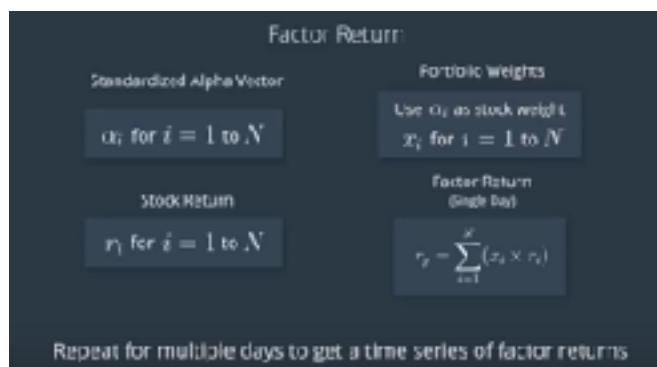 Factor Return
Standardized Alpha Vector
αᵢ for i = 1 to N
Portfolio Weights
Use αᵢ as stock weight
xᵢ for i = 1 to N
Stock Return
rᵢ for i = 1 to N
Factor Return
(Single Day)
∑(xᵢ × rᵢ)
Repeat for multiple days to get a time series of factor returns